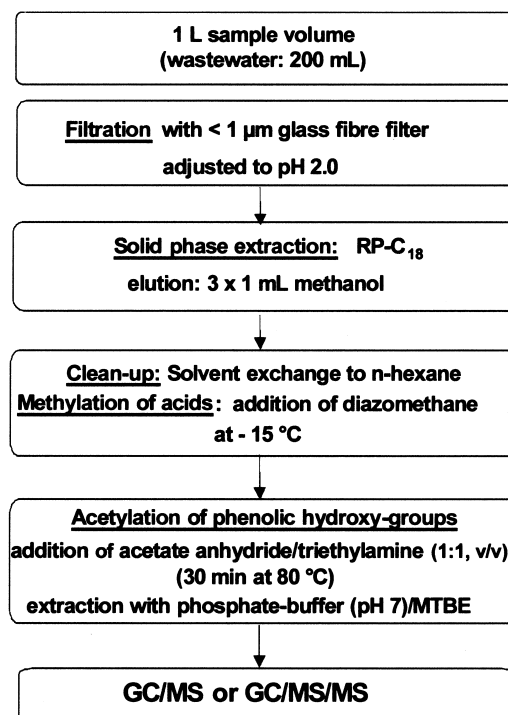 1 L sample volume
(wastewater: 200 mL)
Filtration with < 1 µm glass fibre filter
adjusted to pH 2.0
Solid phase extraction: RP-C18
elution: 3 x 1 mL methanol
Clean-up: Solvent exchange to n-hexane
Methylation of acids: addition of diazomethane
at - 15 °C
Acetylation of phenolic hydroxy-groups
addition of acetate anhydride/triethylamine (1:1, v/v)
(30 min at 80 °C)
extraction with phosphate-buffer (pH 7)/MTBE
GC/MS or GC/MS/MS